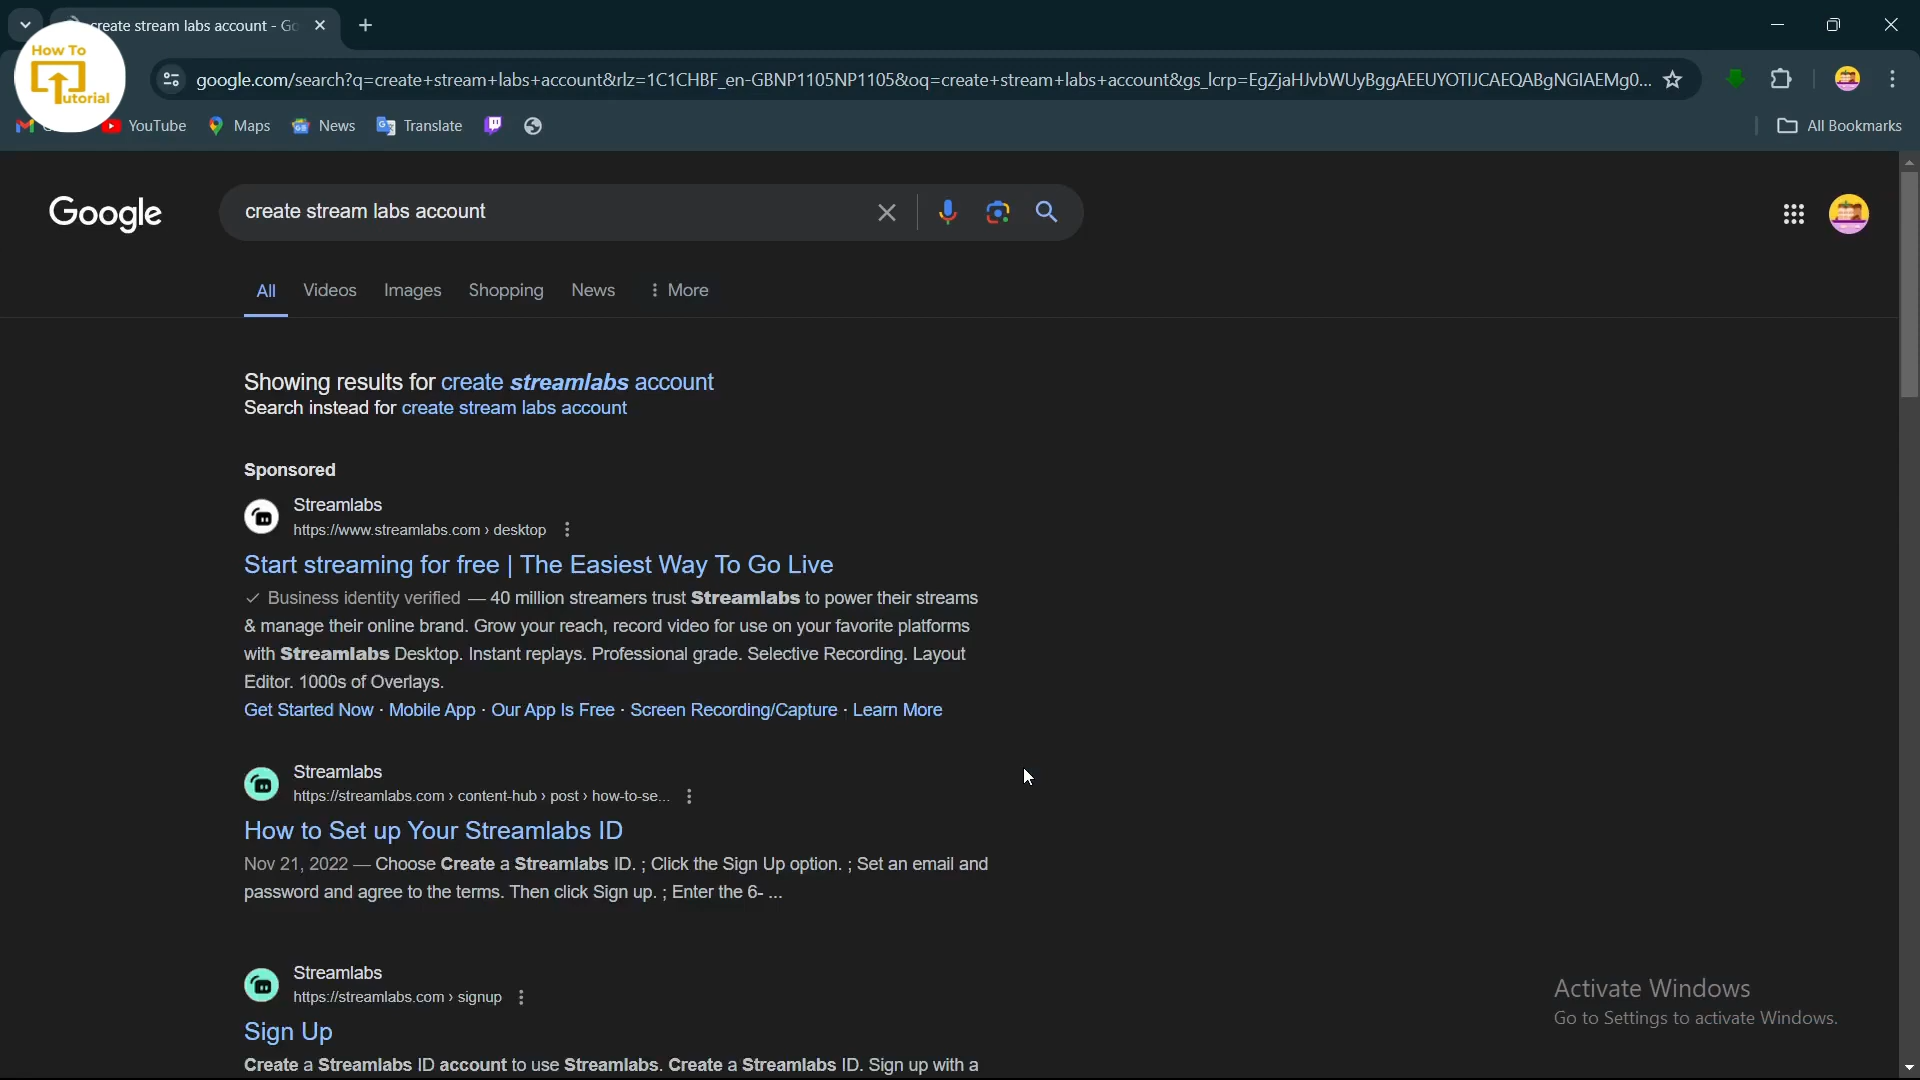 create stream labs account - Go
How To
utorial
google.com/search?q=create+stream+labs+account&rlz=1C1CHBF_en-GBNP1105NP1105&oq=create+stream+labs+account&gs_lcrp=EgZjaHJvbWUyBggAEEUYOTIJCAEQABgNGIAEMg0...
YouTube
Maps
News
Translate
All Bookmarks
Google
create stream labs account
All Videos Images Shopping News More
Showing results for create streamlabs account
Search instead for create stream labs account
Sponsored
Streamlabs
https://www.streamlabs.com › desktop
Start streaming for free | The Easiest Way To Go Live
✓ Business identity verified — 40 million streamers trust Streamlabs to power their streams
& manage their online brand. Grow your reach, record video for use on your favorite platforms
with Streamlabs Desktop. Instant replays. Professional grade. Selective Recording. Layout
Editor. 1000s of Overlays.
Get Started Now · Mobile App · Our App Is Free · Screen Recording/Capture · Learn More
Streamlabs
https://streamlabs.com › content-hub › post › how-to-se...
How to Set up Your Streamlabs ID
Nov 21, 2022 — Choose Create a Streamlabs ID. ; Click the Sign Up option. ; Set an email and
password and agree to the terms. Then click Sign up. ; Enter the 6- ...
Streamlabs
https://streamlabs.com › signup
Sign Up
Create a Streamlabs ID account to use Streamlabs. Create a Streamlabs ID. Sign up with a
Activate Windows
Go to Settings to activate Windows.